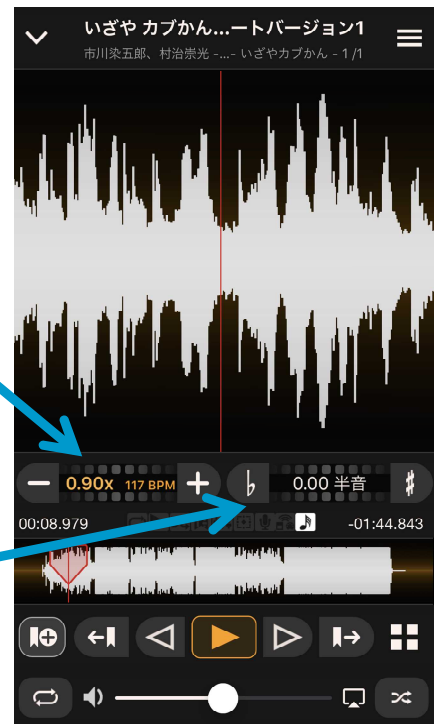 いざや カブかん...ートバージョン1
市川染五郎、村治崇光 -...- いざやカブかん - 1 /1
0.90x 117 BPM
♭ 0.00 半音 ♯
00:08.979 -01:44.843